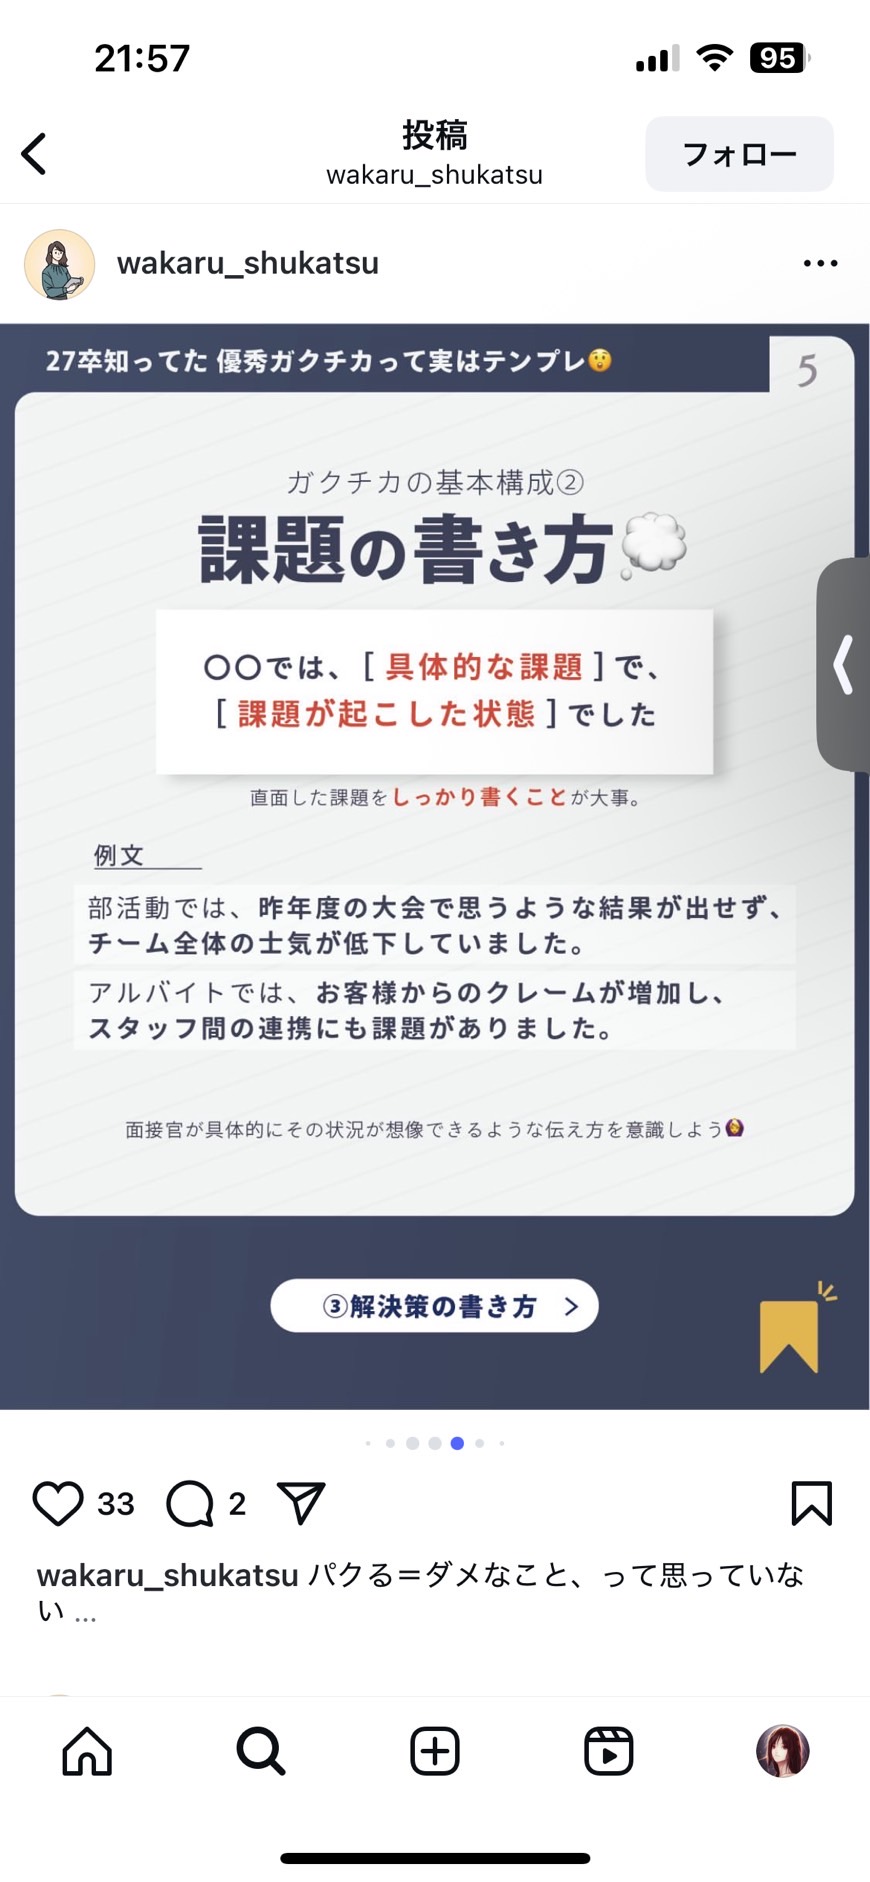 21:57
95
投稿
wakaru_shukatsu
フォロー
wakaru_shukatsu
27卒知ってた 優秀ガクチカって実はテンプレ😲
5
ガクチカの基本構成②
課題の書き方💭
〇〇では、[ 具体的な課題 ] で、
[ 課題が起こした状態 ] でした
直面した課題をしっかり書くことが大事。
例文
部活動では、昨年度の大会で思うような結果が出せず、
チーム全体の士気が低下していました。
アルバイトでは、お客様からのクレームが増加し、
スタッフ間の連携にも課題がありました。
面接官が具体的にその状況が想像できるような伝え方を意識しよう🙆‍♀️
③解決策の書き方 >
33
2
wakaru_shukatsu パクる＝ダメなこと、って思っていな
い ...